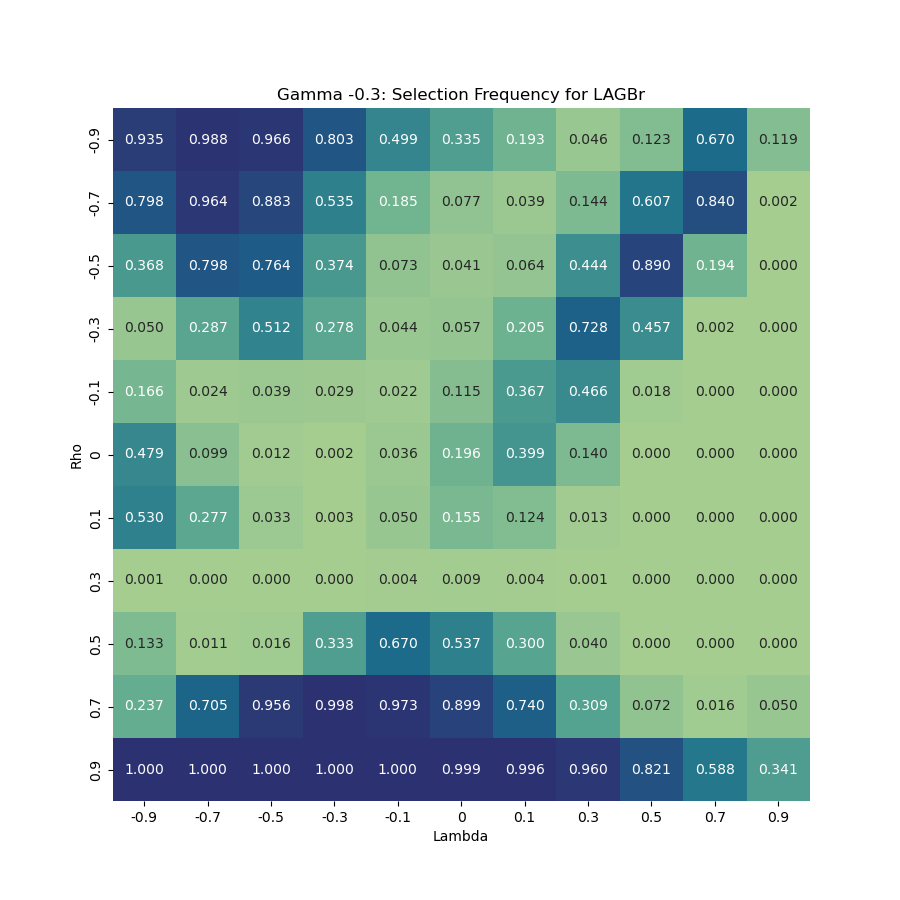 Gamma -0.3: Selection Frequency for LAGBr
-0.9 0.935 0.988 0.966 0.803 0.499 0.335 0.193 0.046 0.123 0.670 0.119
-0.7 0.798 0.964 0.883 0.535 0.185 0.077 0.039 0.144 0.607 0.840 0.002
-0.5 0.368 0.798 0.764 0.374 0.073 0.041 0.064 0.444 0.890 0.194 0.000
-0.3 0.050 0.287 0.512 0.278 0.044 0.057 0.205 0.728 0.457 0.002 0.000
-0.1 0.166 0.024 0.039 0.029 0.022 0.115 0.367 0.466 0.018 0.000 0.000
Rho
0 0.479 0.099 0.012 0.002 0.036 0.196 0.399 0.140 0.000 0.000 0.000
0.1 0.530 0.277 0.033 0.003 0.050 0.155 0.124 0.013 0.000 0.000 0.000
0.3 0.001 0.000 0.000 0.000 0.004 0.009 0.004 0.001 0.000 0.000 0.000
0.5 0.133 0.011 0.016 0.333 0.670 0.537 0.300 0.040 0.000 0.000 0.000
0.7 0.237 0.705 0.956 0.998 0.973 0.899 0.740 0.309 0.072 0.016 0.050
0.9 1.000 1.000 1.000 1.000 1.000 0.999 0.996 0.960 0.821 0.588 0.341
-0.9 -0.7 -0.5 -0.3 -0.1 0 0.1 0.3 0.5 0.7 0.9
Lambda